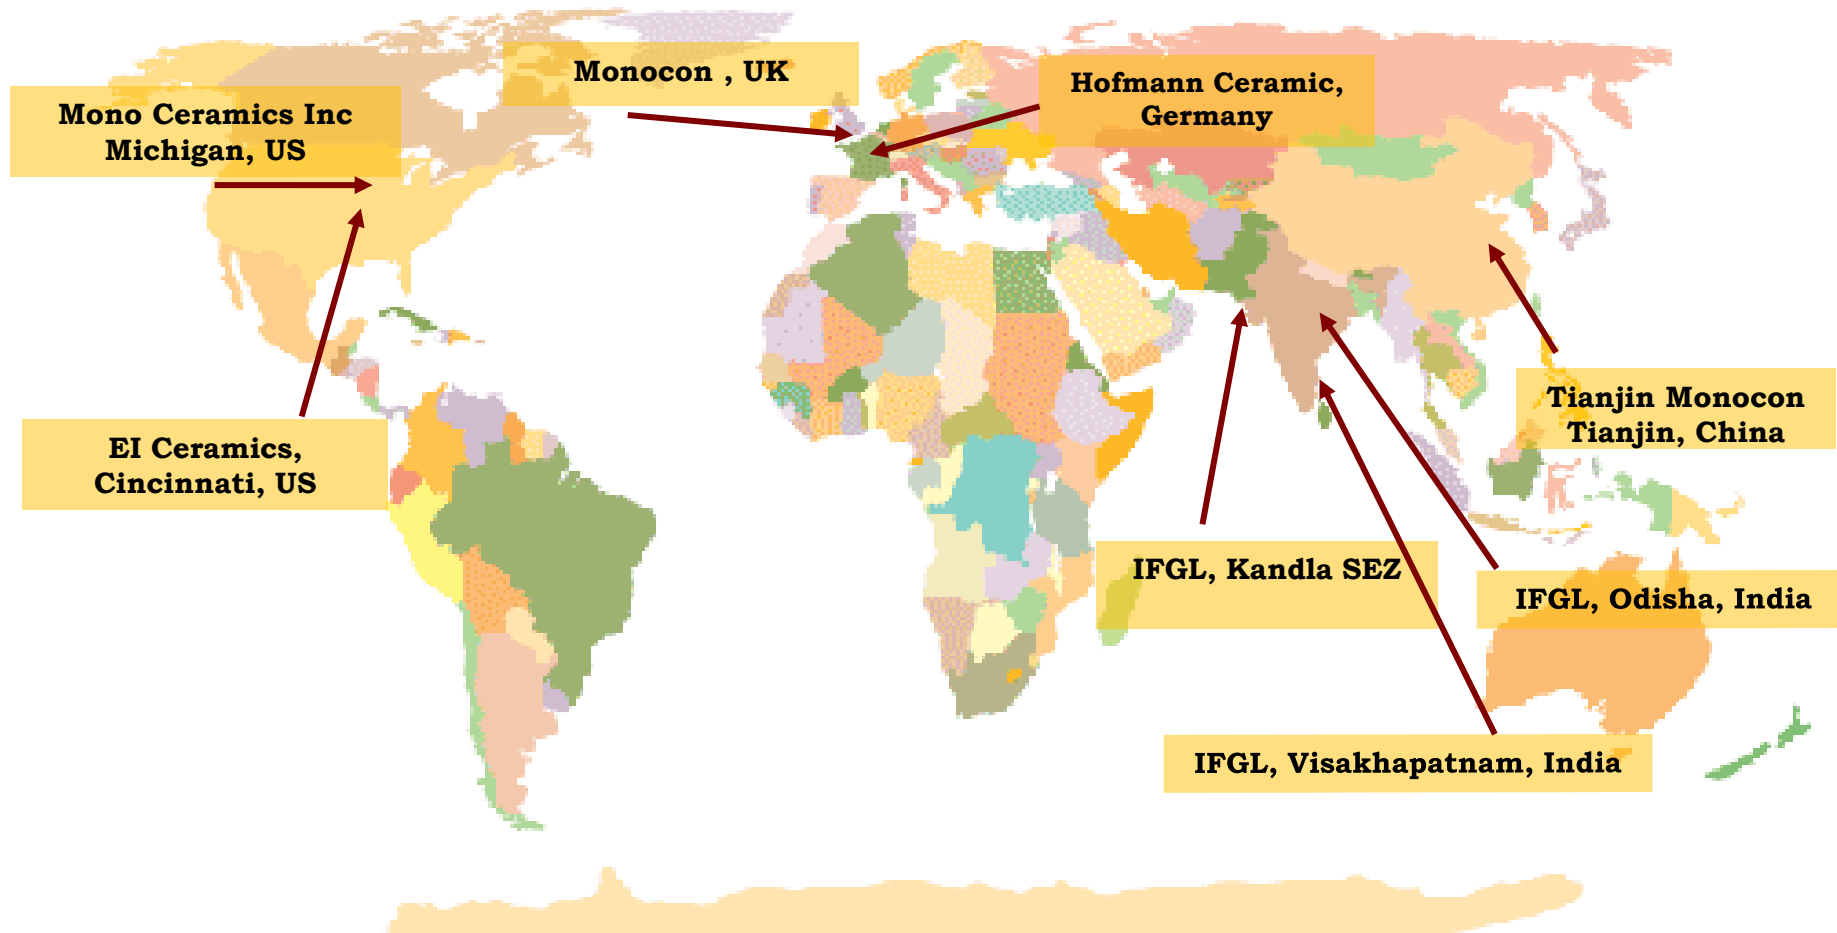 Monocon , UK
Hofmann Ceramic,
Germany
Mono Ceramics Inc
Michigan, US
Tianjin Monocon
Tianjin, China
EI Ceramics,
Cincinnati, US
IFGL, Kandla SEZ
IFGL, Odisha, India
IFGL, Visakhapatnam, India